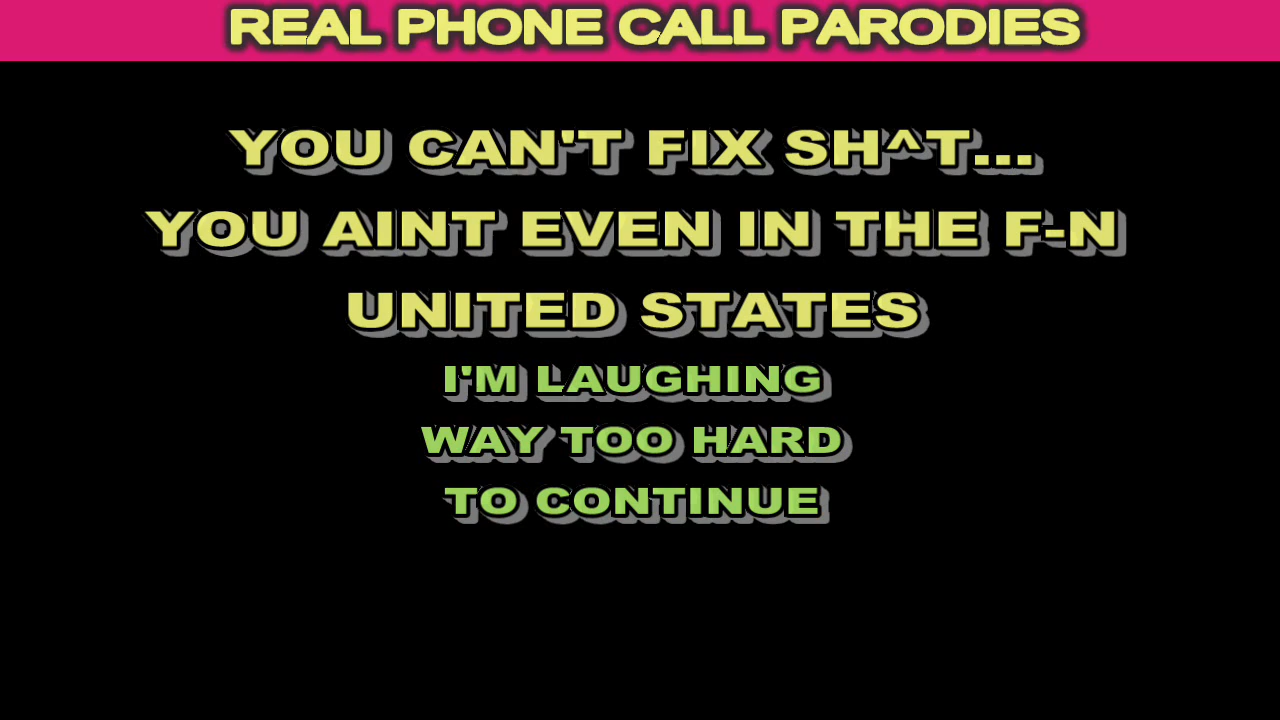 REAL PHONE CALL PARODIES
YOU CAN'T FIX SH^T...
YOU AINT EVEN IN THE F-N
UNITED STATES
I'M LAUGHING
WAY TOO HARD
TO CONTINUE